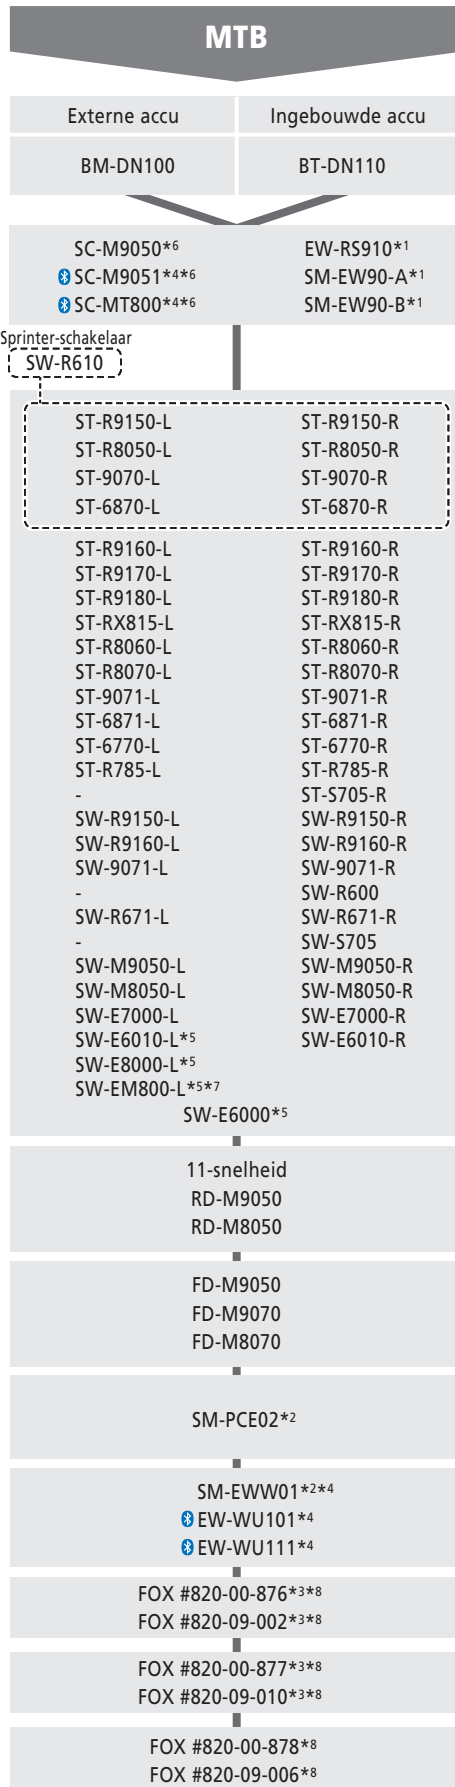 MTB
Externe accu Ingebouwde accu
BM-DN100 BT-DN110
SC-M9050*6 EW-RS910*1
SC-M9051*4*6 SM-EW90-A*1
SC-MT800*4*6 SM-EW90-B*1
Sprinter-schakelaar
SW-R610
ST-R9150-L ST-R9150-R
ST-R8050-L ST-R8050-R
ST-9070-L ST-9070-R
ST-6870-L ST-6870-R
ST-R9160-L ST-R9160-R
ST-R9170-L ST-R9170-R
ST-R9180-L ST-R9180-R
ST-RX815-L ST-RX815-R
ST-R8060-L ST-R8060-R
ST-R8070-L ST-R8070-R
ST-9071-L ST-9071-R
ST-6871-L ST-6871-R
ST-6770-L ST-6770-R
ST-R785-L ST-R785-R
- ST-S705-R
SW-R9150-L SW-R9150-R
SW-R9160-L SW-R9160-R
SW-9071-L SW-9071-R
- SW-R600
SW-R671-L SW-R671-R
- SW-S705
SW-M9050-L SW-M9050-R
SW-M8050-L SW-M8050-R
SW-E7000-L SW-E7000-R
SW-E6010-L*5 SW-E6010-R
SW-E8000-L*5
SW-EM800-L*5*7
SW-E6000*5
11-snelheid
RD-M9050
RD-M8050
FD-M9050
FD-M9070
FD-M8070
SM-PCE02*2
SM-EWW01*2*4
EW-WU101*4
EW-WU111*4
FOX #820-00-876*3*8
FOX #820-09-002*3*8
FOX #820-00-877*3*8
FOX #820-09-010*3*8
FOX #820-00-878*8
FOX #820-09-006*8